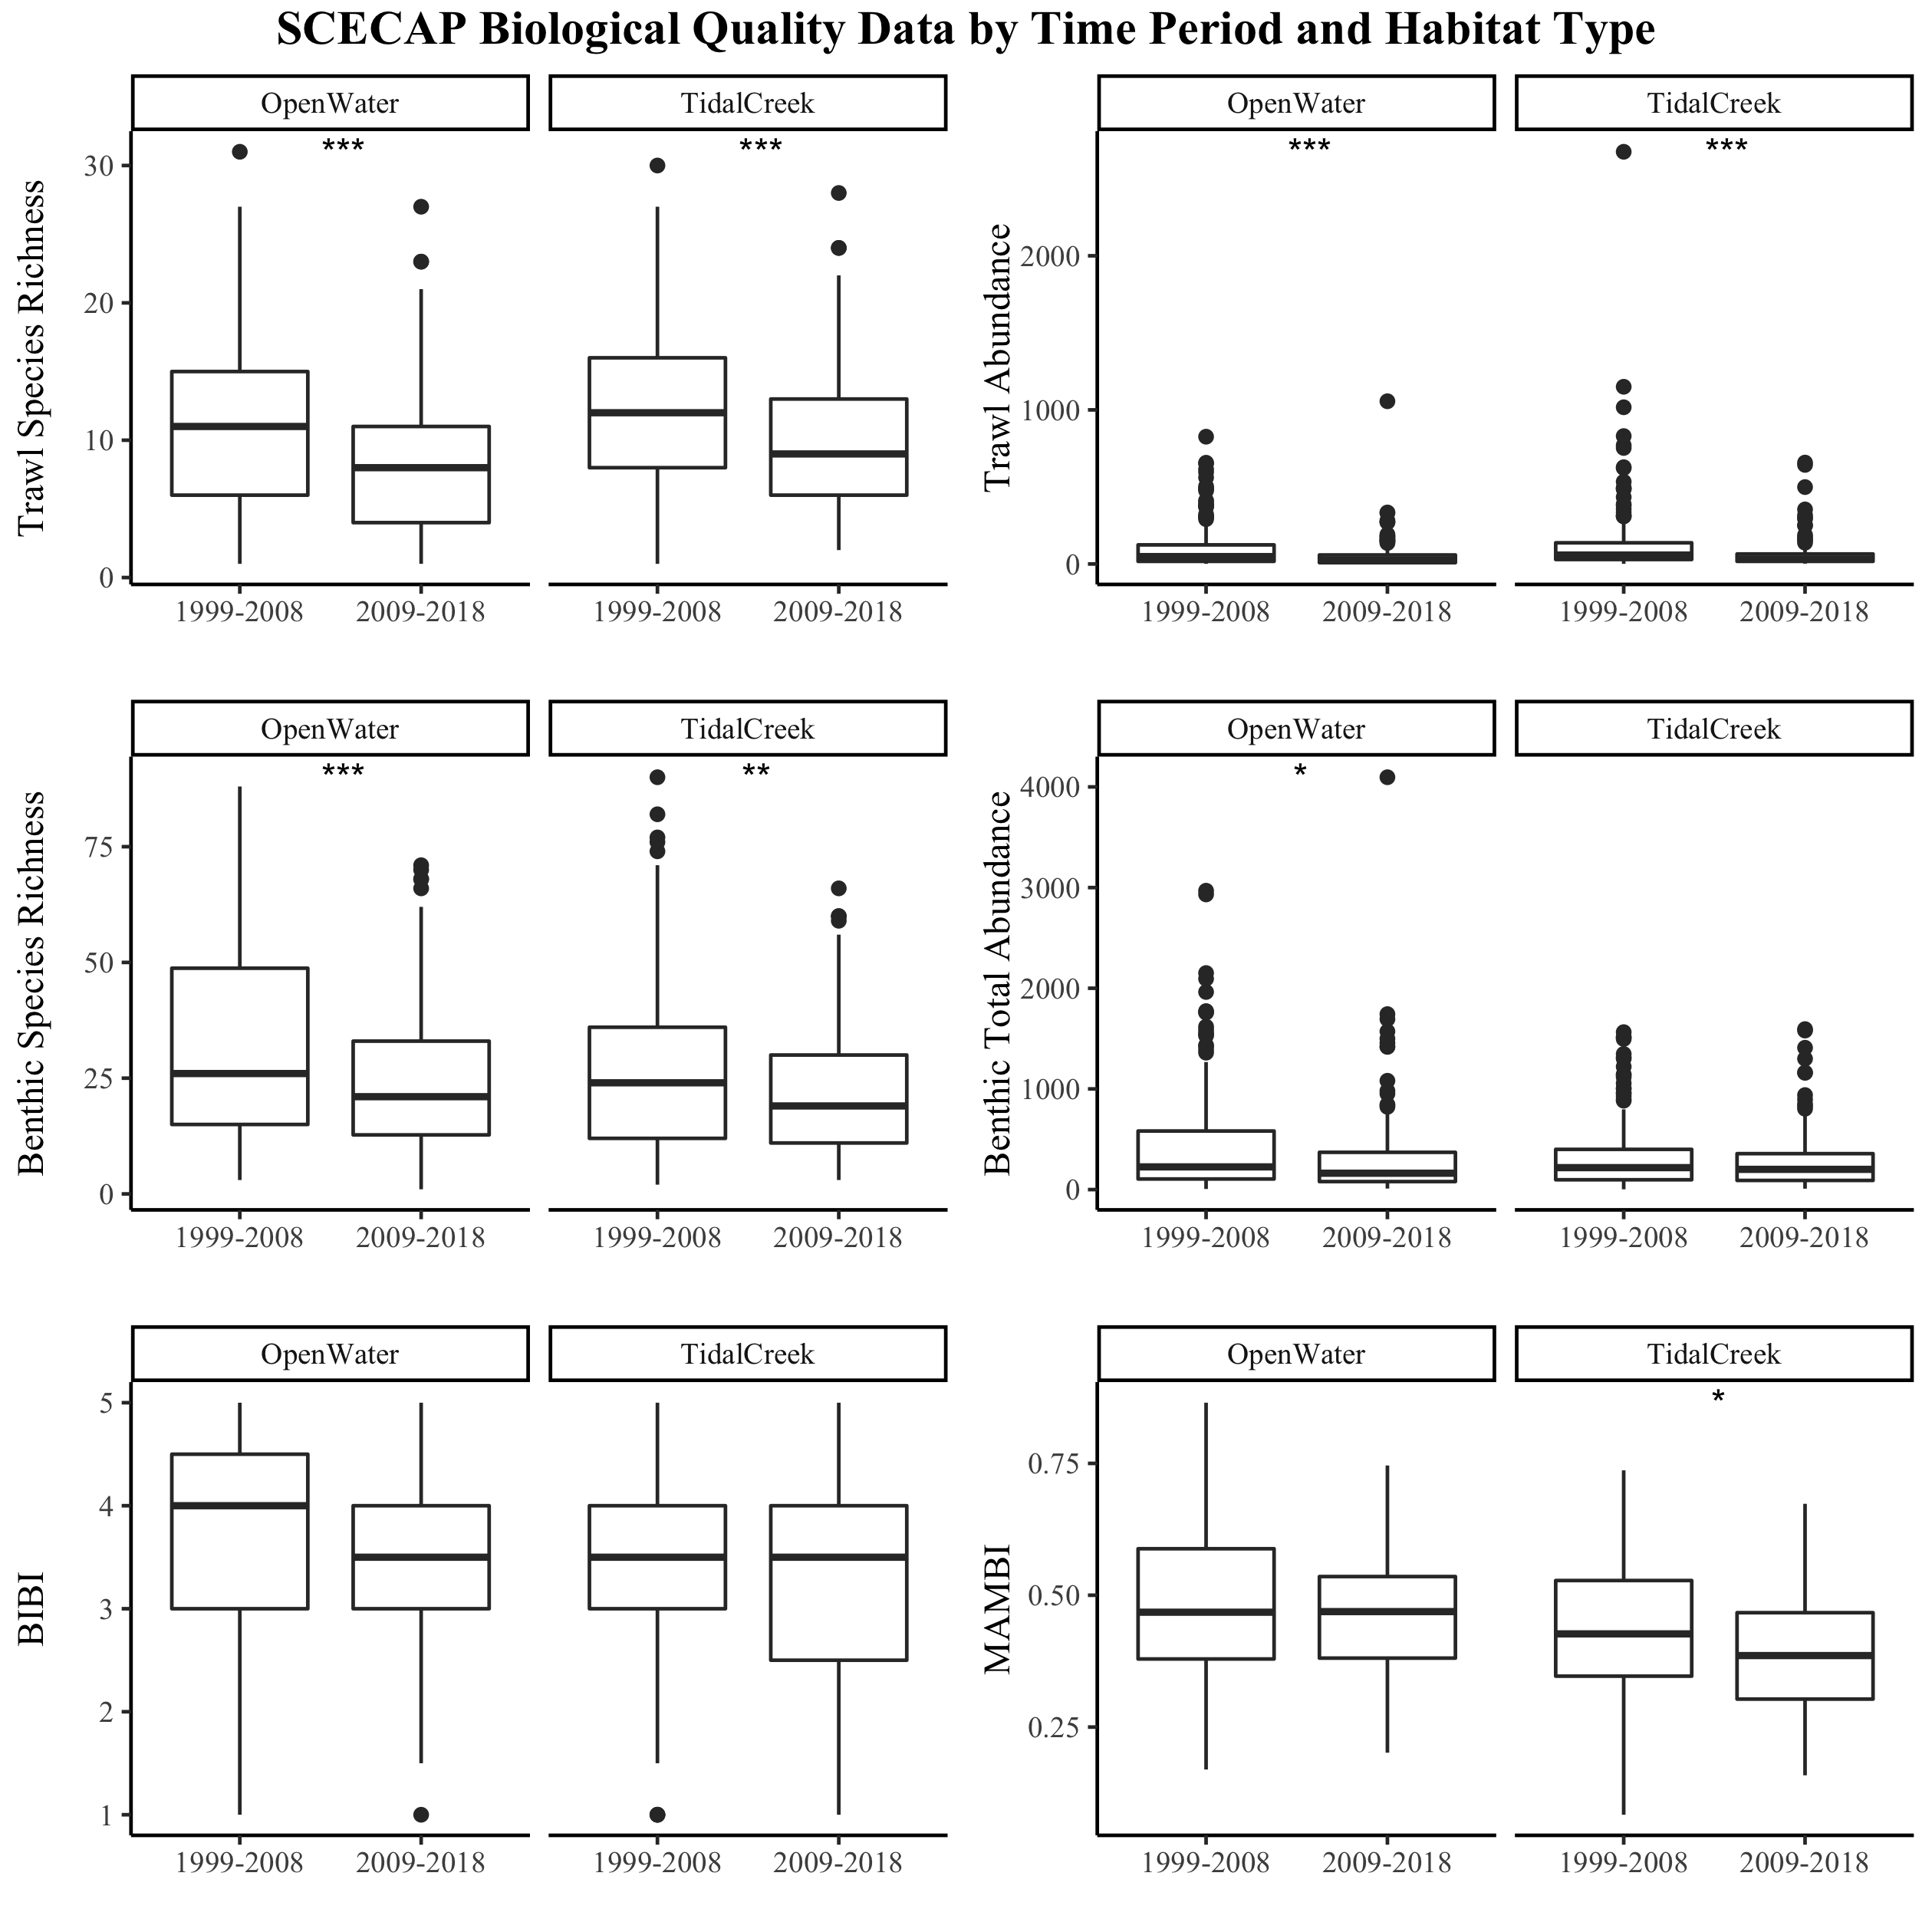 SCECAP Biological Quality Data by Time Period and Habitat Type
OpenWater
TidalCreek
***
***
Trawl Species Richness
30
20
10
0
1999-2008
2009-2018
1999-2008
2009-2018
OpenWater
TidalCreek
***
***
Trawl Abundance
2000
1000
0
1999-2008
2009-2018
1999-2008
2009-2018
OpenWater
TidalCreek
***
**
Benthic Species Richness
75
50
25
0
1999-2008
2009-2018
1999-2008
2009-2018
OpenWater
TidalCreek
*
Benthic Total Abundance
4000
3000
2000
1000
0
1999-2008
2009-2018
1999-2008
2009-2018
OpenWater
TidalCreek
BIBI
5
4
3
2
1
1999-2008
2009-2018
1999-2008
2009-2018
OpenWater
TidalCreek
*
MAMBI
0.75
0.50
0.25
1999-2008
2009-2018
1999-2008
2009-2018